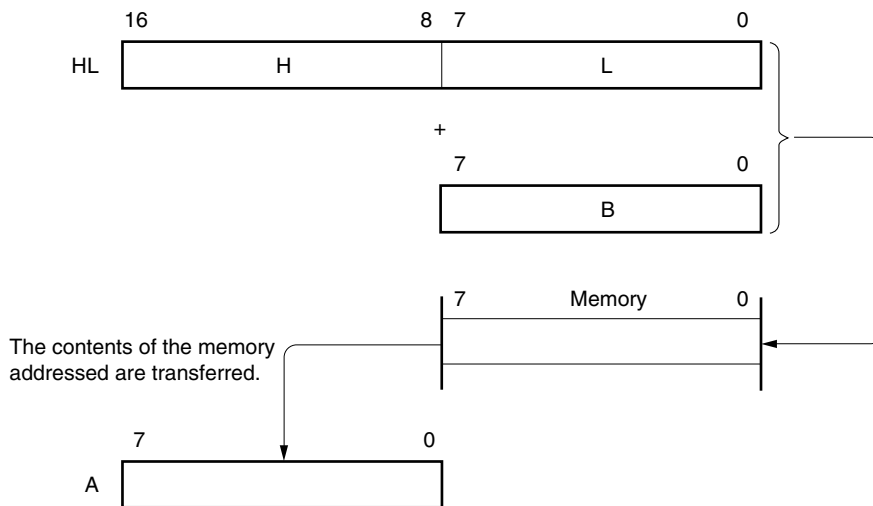 16 8 7 0
HL H L
+
7 0
B
7 Memory 0
The contents of the memory
addressed are transferred.
7 0
A